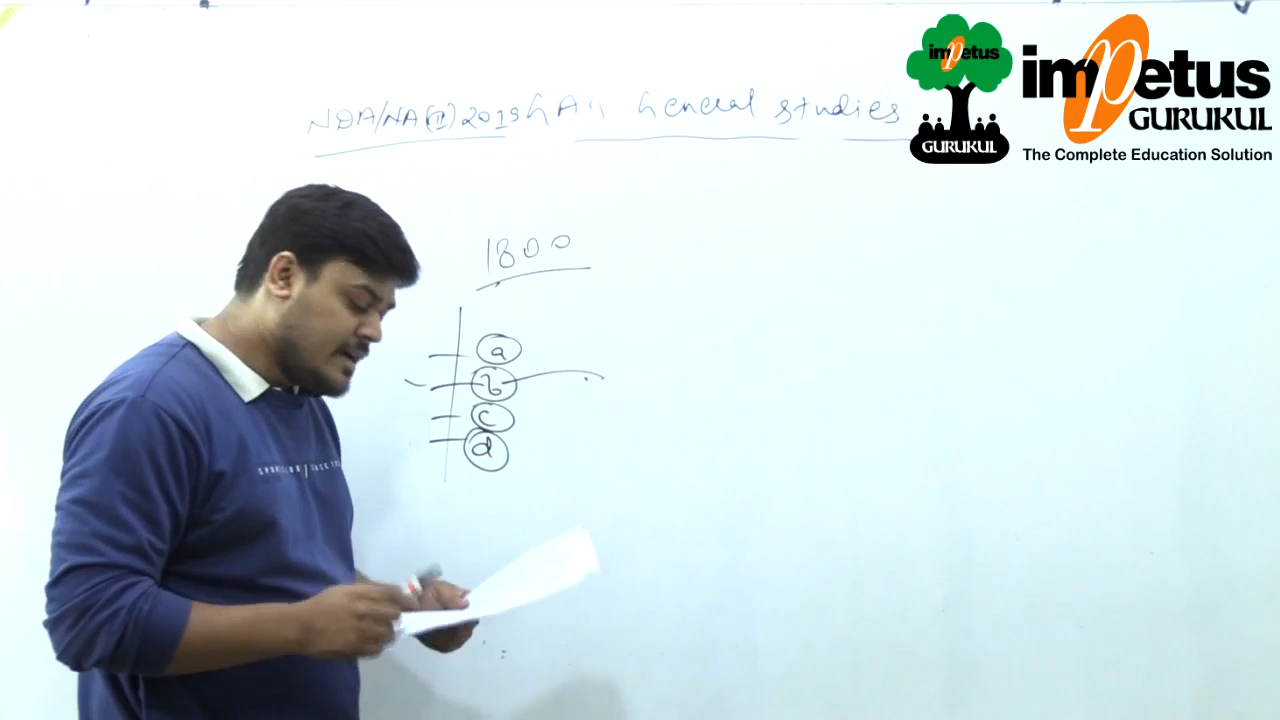 NDA/NA(II) 2019 GAT General studies
impetus
GURUKUL
impetus
GURUKUL
The Complete Education Solution
1800
a
b
c
d